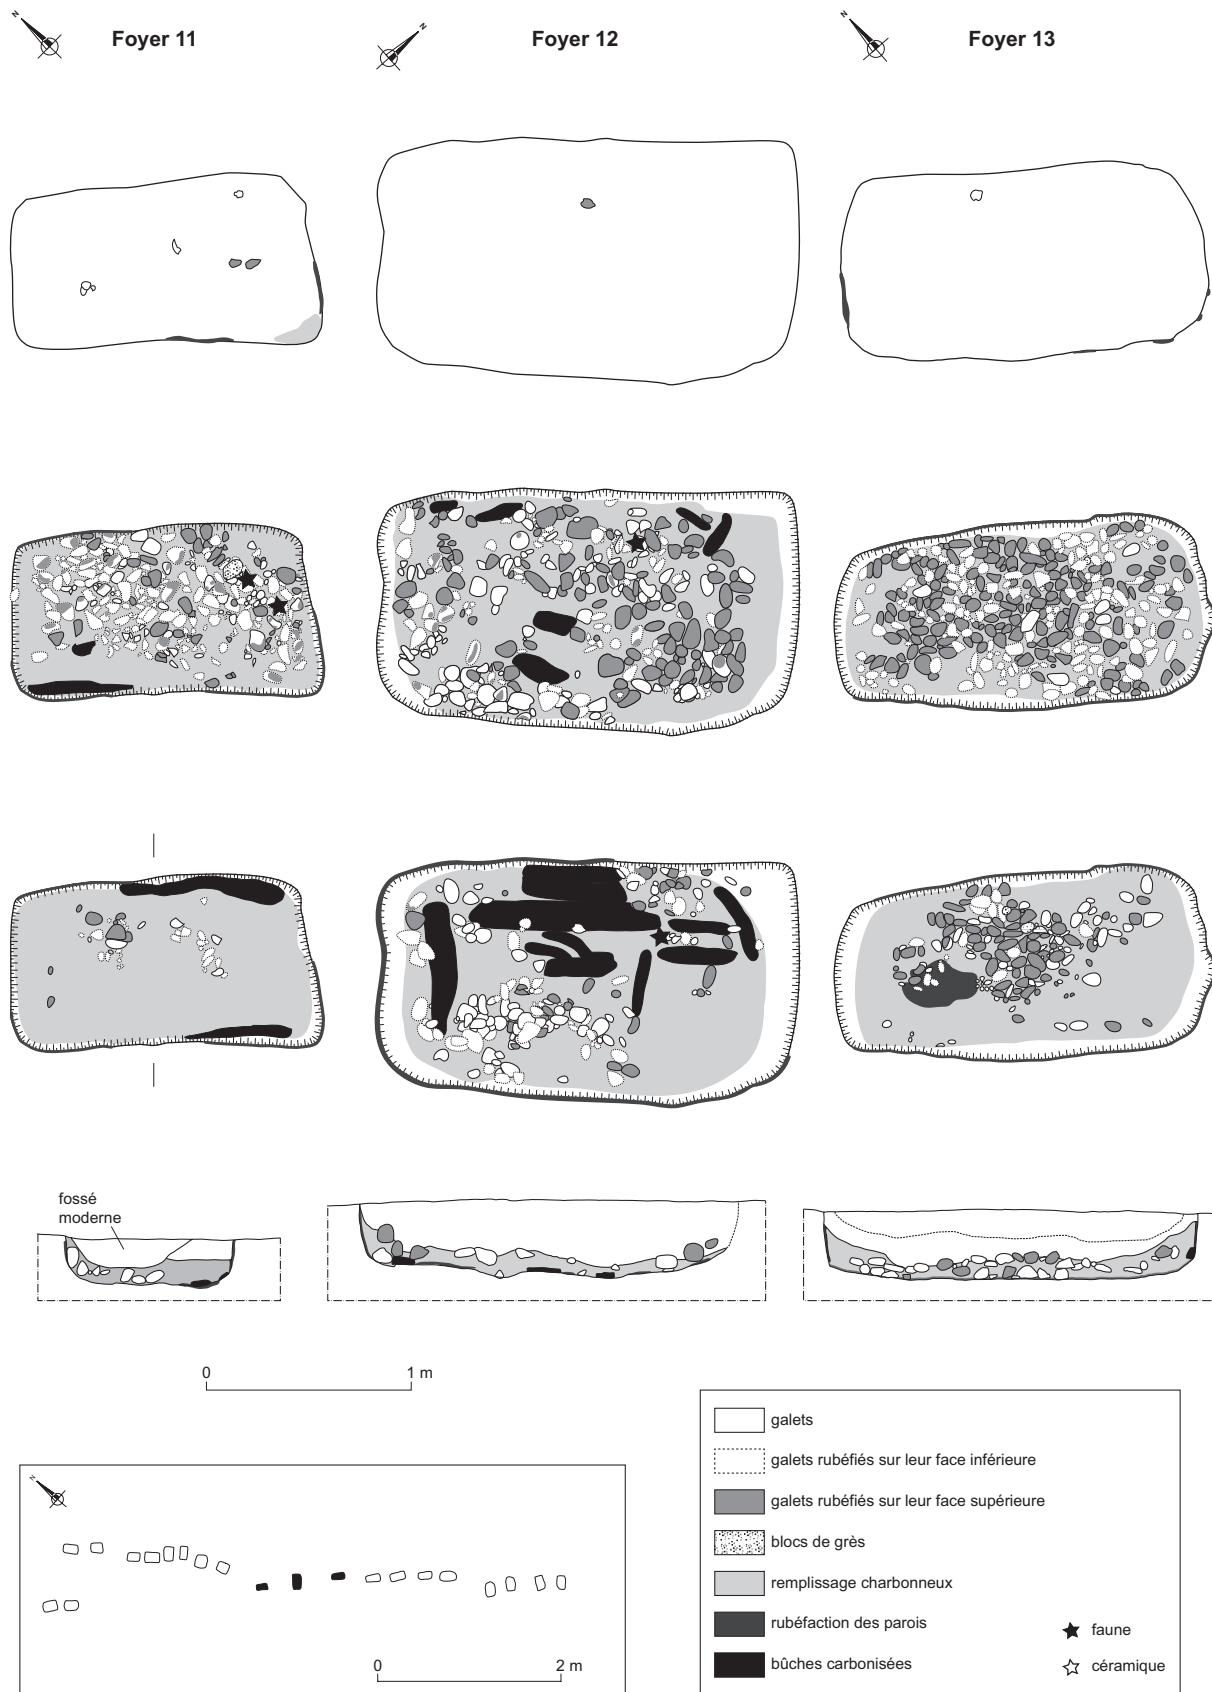 N
Foyer 11
Foyer 12
N
N
Foyer 13
fossé
moderne
0
1 m
N
0
2 m
galets
galets rubéfiés sur leur face inférieure
galets rubéfiés sur leur face supérieure
blocs de grès
remplissage charbonneux
rubéfaction des parois
bûches carbonisées
faune
céramique